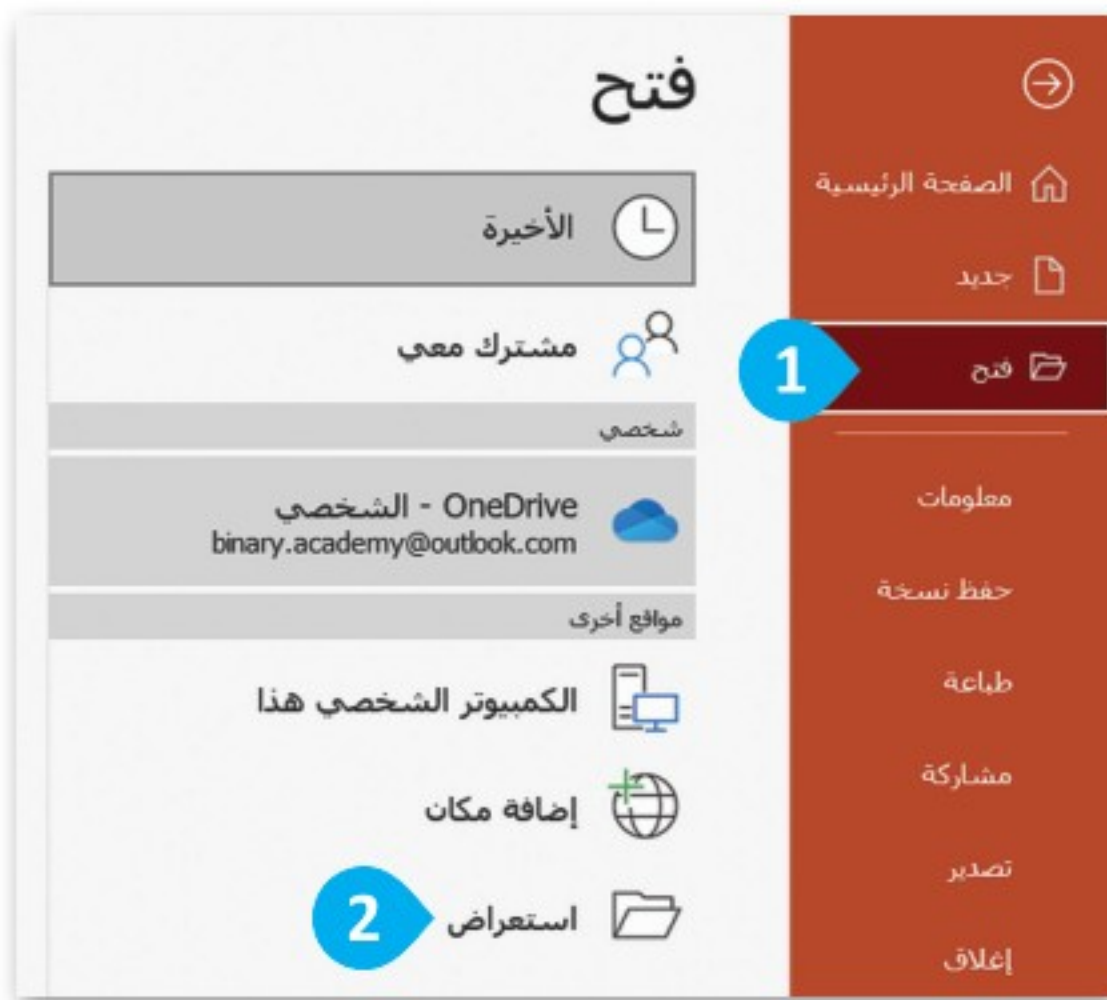 الصفحة الرئيسية
جديد
فتح
1
معلومات
حفظ نسخة
طباعة
مشاركة
تصدير
إغلاق
فتح
الأخيرة
مشترك معي
شخصي
OneDrive - الشخصي
binary.academy@outlook.com
مواقع أخرى
الكمبيوتر الشخصي هذا
إضافة مكان
استعراض
2